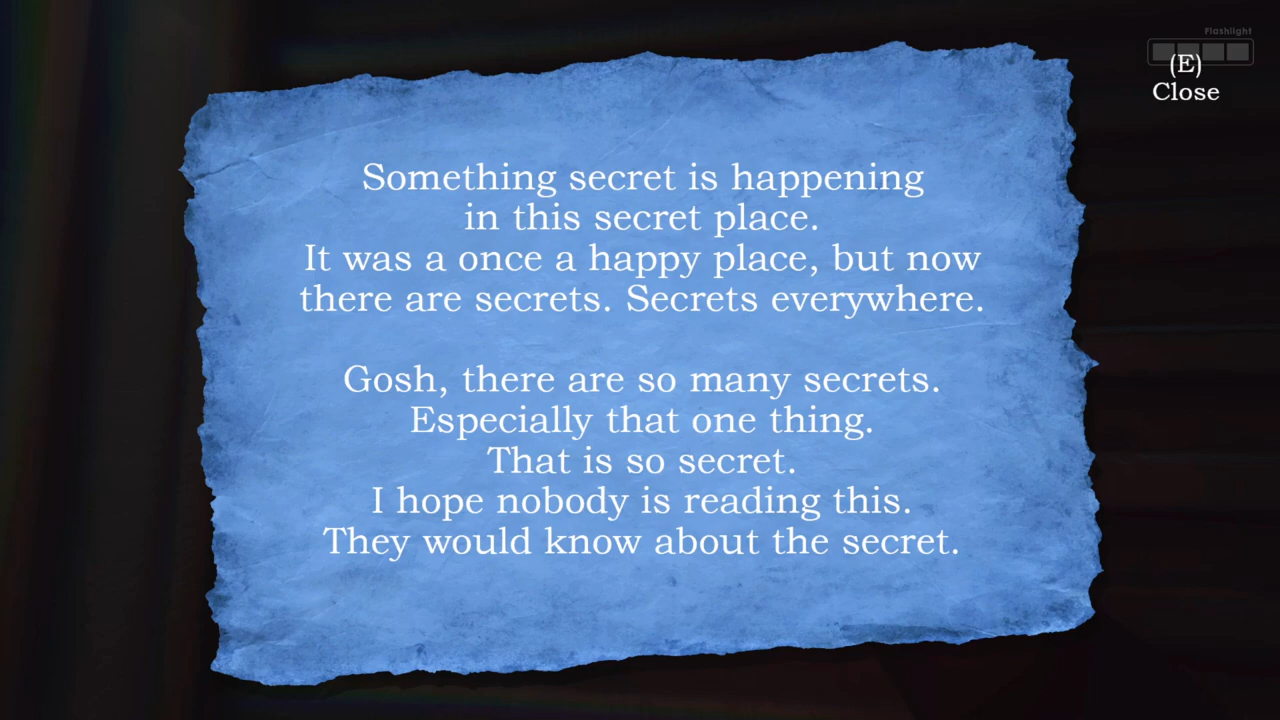 Flashlight
(E)
Close
Something secret is happening
in this secret place.
It was a once a happy place, but now
there are secrets. Secrets everywhere.
Gosh, there are so many secrets.
Especially that one thing.
That is so secret.
I hope nobody is reading this.
They would know about the secret.